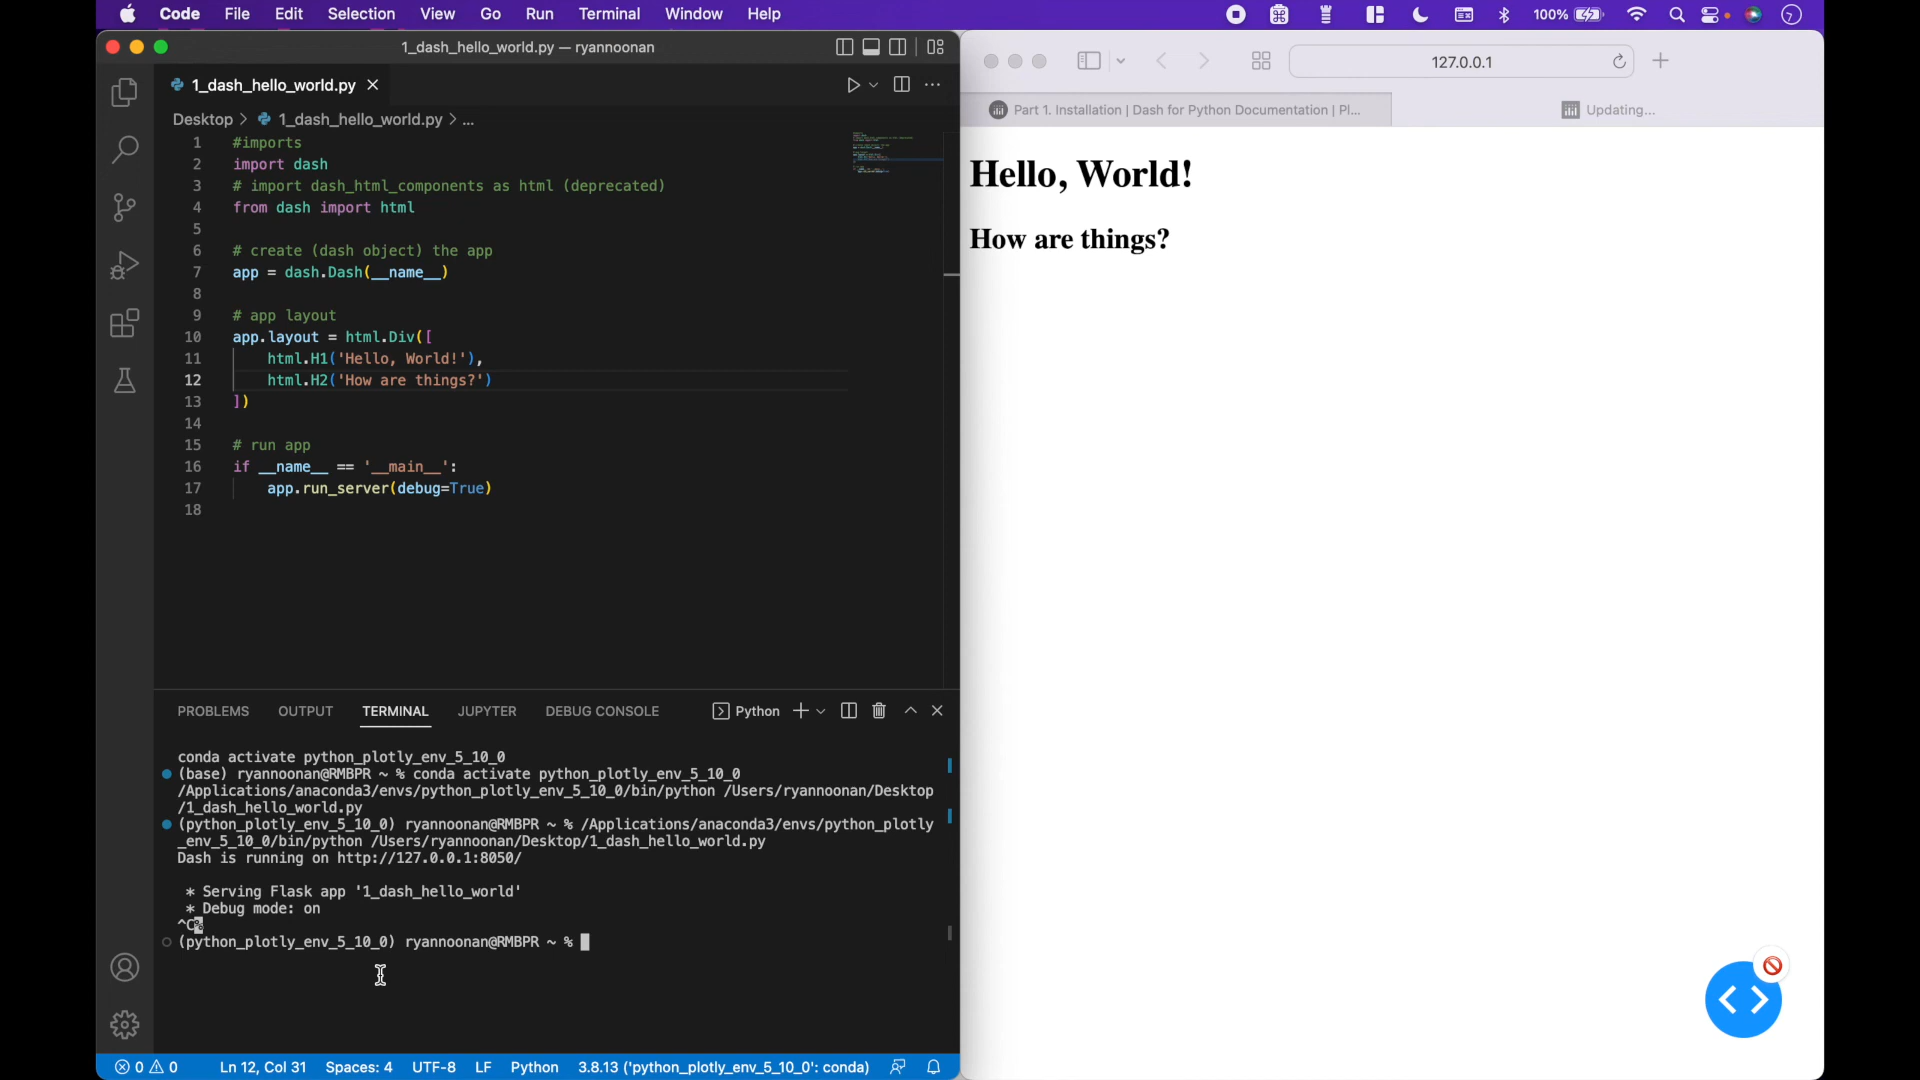 Code File Edit Selection View Go Run Terminal Window Help 100%
1_dash_hello_world.py — ryannoonan
127.0.0.1
1_dash_hello_world.py
Part 1. Installation | Dash for Python Documentation | Pl...
Updating...
Desktop > 1_dash_hello_world.py > ...
1 #imports
2 import dash
3 # import dash_html_components as html (deprecated)
4 from dash import html
5
6 # create (dash object) the app
7 app = dash.Dash(__name__)
8
9 # app layout
10 app.layout = html.Div([
11 html.H1('Hello, World!'),
12 html.H2('How are things?')
13 ])
14
15 # run app
16 if __name__ == '__main__':
17 app.run_server(debug=True)
18
Hello, World!
How are things?
PROBLEMS OUTPUT TERMINAL JUPYTER DEBUG CONSOLE Python
conda activate python_plotly_env_5_10_0
(base) ryannoonan@RMBPR ~ % conda activate python_plotly_env_5_10_0
/Applications/anaconda3/envs/python_plotly_env_5_10_0/bin/python /Users/ryannoonan/Desktop
/1_dash_hello_world.py
(python_plotly_env_5_10_0) ryannoonan@RMBPR ~ % /Applications/anaconda3/envs/python_plotly
_env_5_10_0/bin/python /Users/ryannoonan/Desktop/1_dash_hello_world.py
Dash is running on http://127.0.0.1:8050/
* Serving Flask app '1_dash_hello_world'
* Debug mode: on
^C%
(python_plotly_env_5_10_0) ryannoonan@RMBPR ~ %
0 0 Ln 12, Col 31 Spaces: 4 UTF-8 LF Python 3.8.13 ('python_plotly_env_5_10_0': conda)